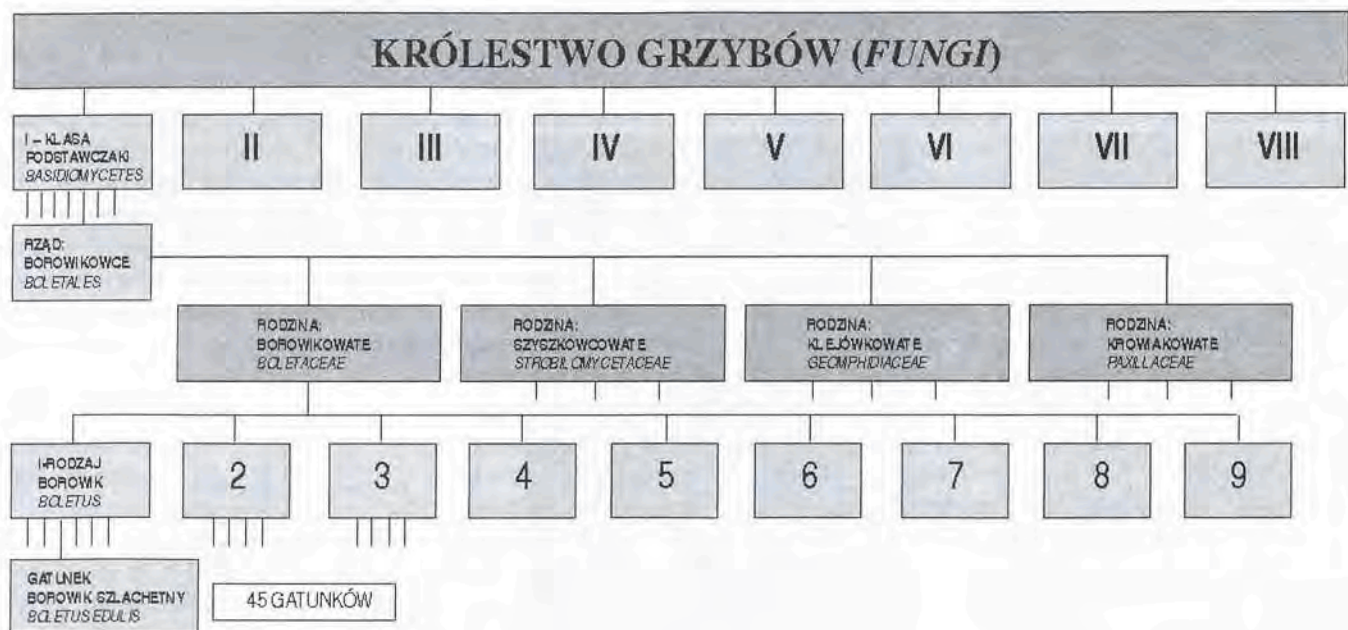 KRÓLESTWO GRZYBÓW (FUNGI)
I – KLASA
PODSTAWCZAKI
BASIDIOMYCETES
II
III
IV
V
VI
VII
VIII
RZĄD:
BOROWIKOWCE
BOLETALES
RODZINA:
BOROWIKOWATE
BOLETACEAE
RODZINA:
SZYSZKOWCOWATE
STROBILOMYCETACEAE
RODZINA:
KLEJÓWKOWATE
GEOMPHIDIACEAE
RODZINA:
KROWIAKOWATE
PAXILLACEAE
I-RODZAJ
BOROWIK
BOLETUS
2
3
4
5
6
7
8
9
GATUNEK
BOROWIK SZLACHETNY
BOLETUS EDULIS
45 GATUNKÓW